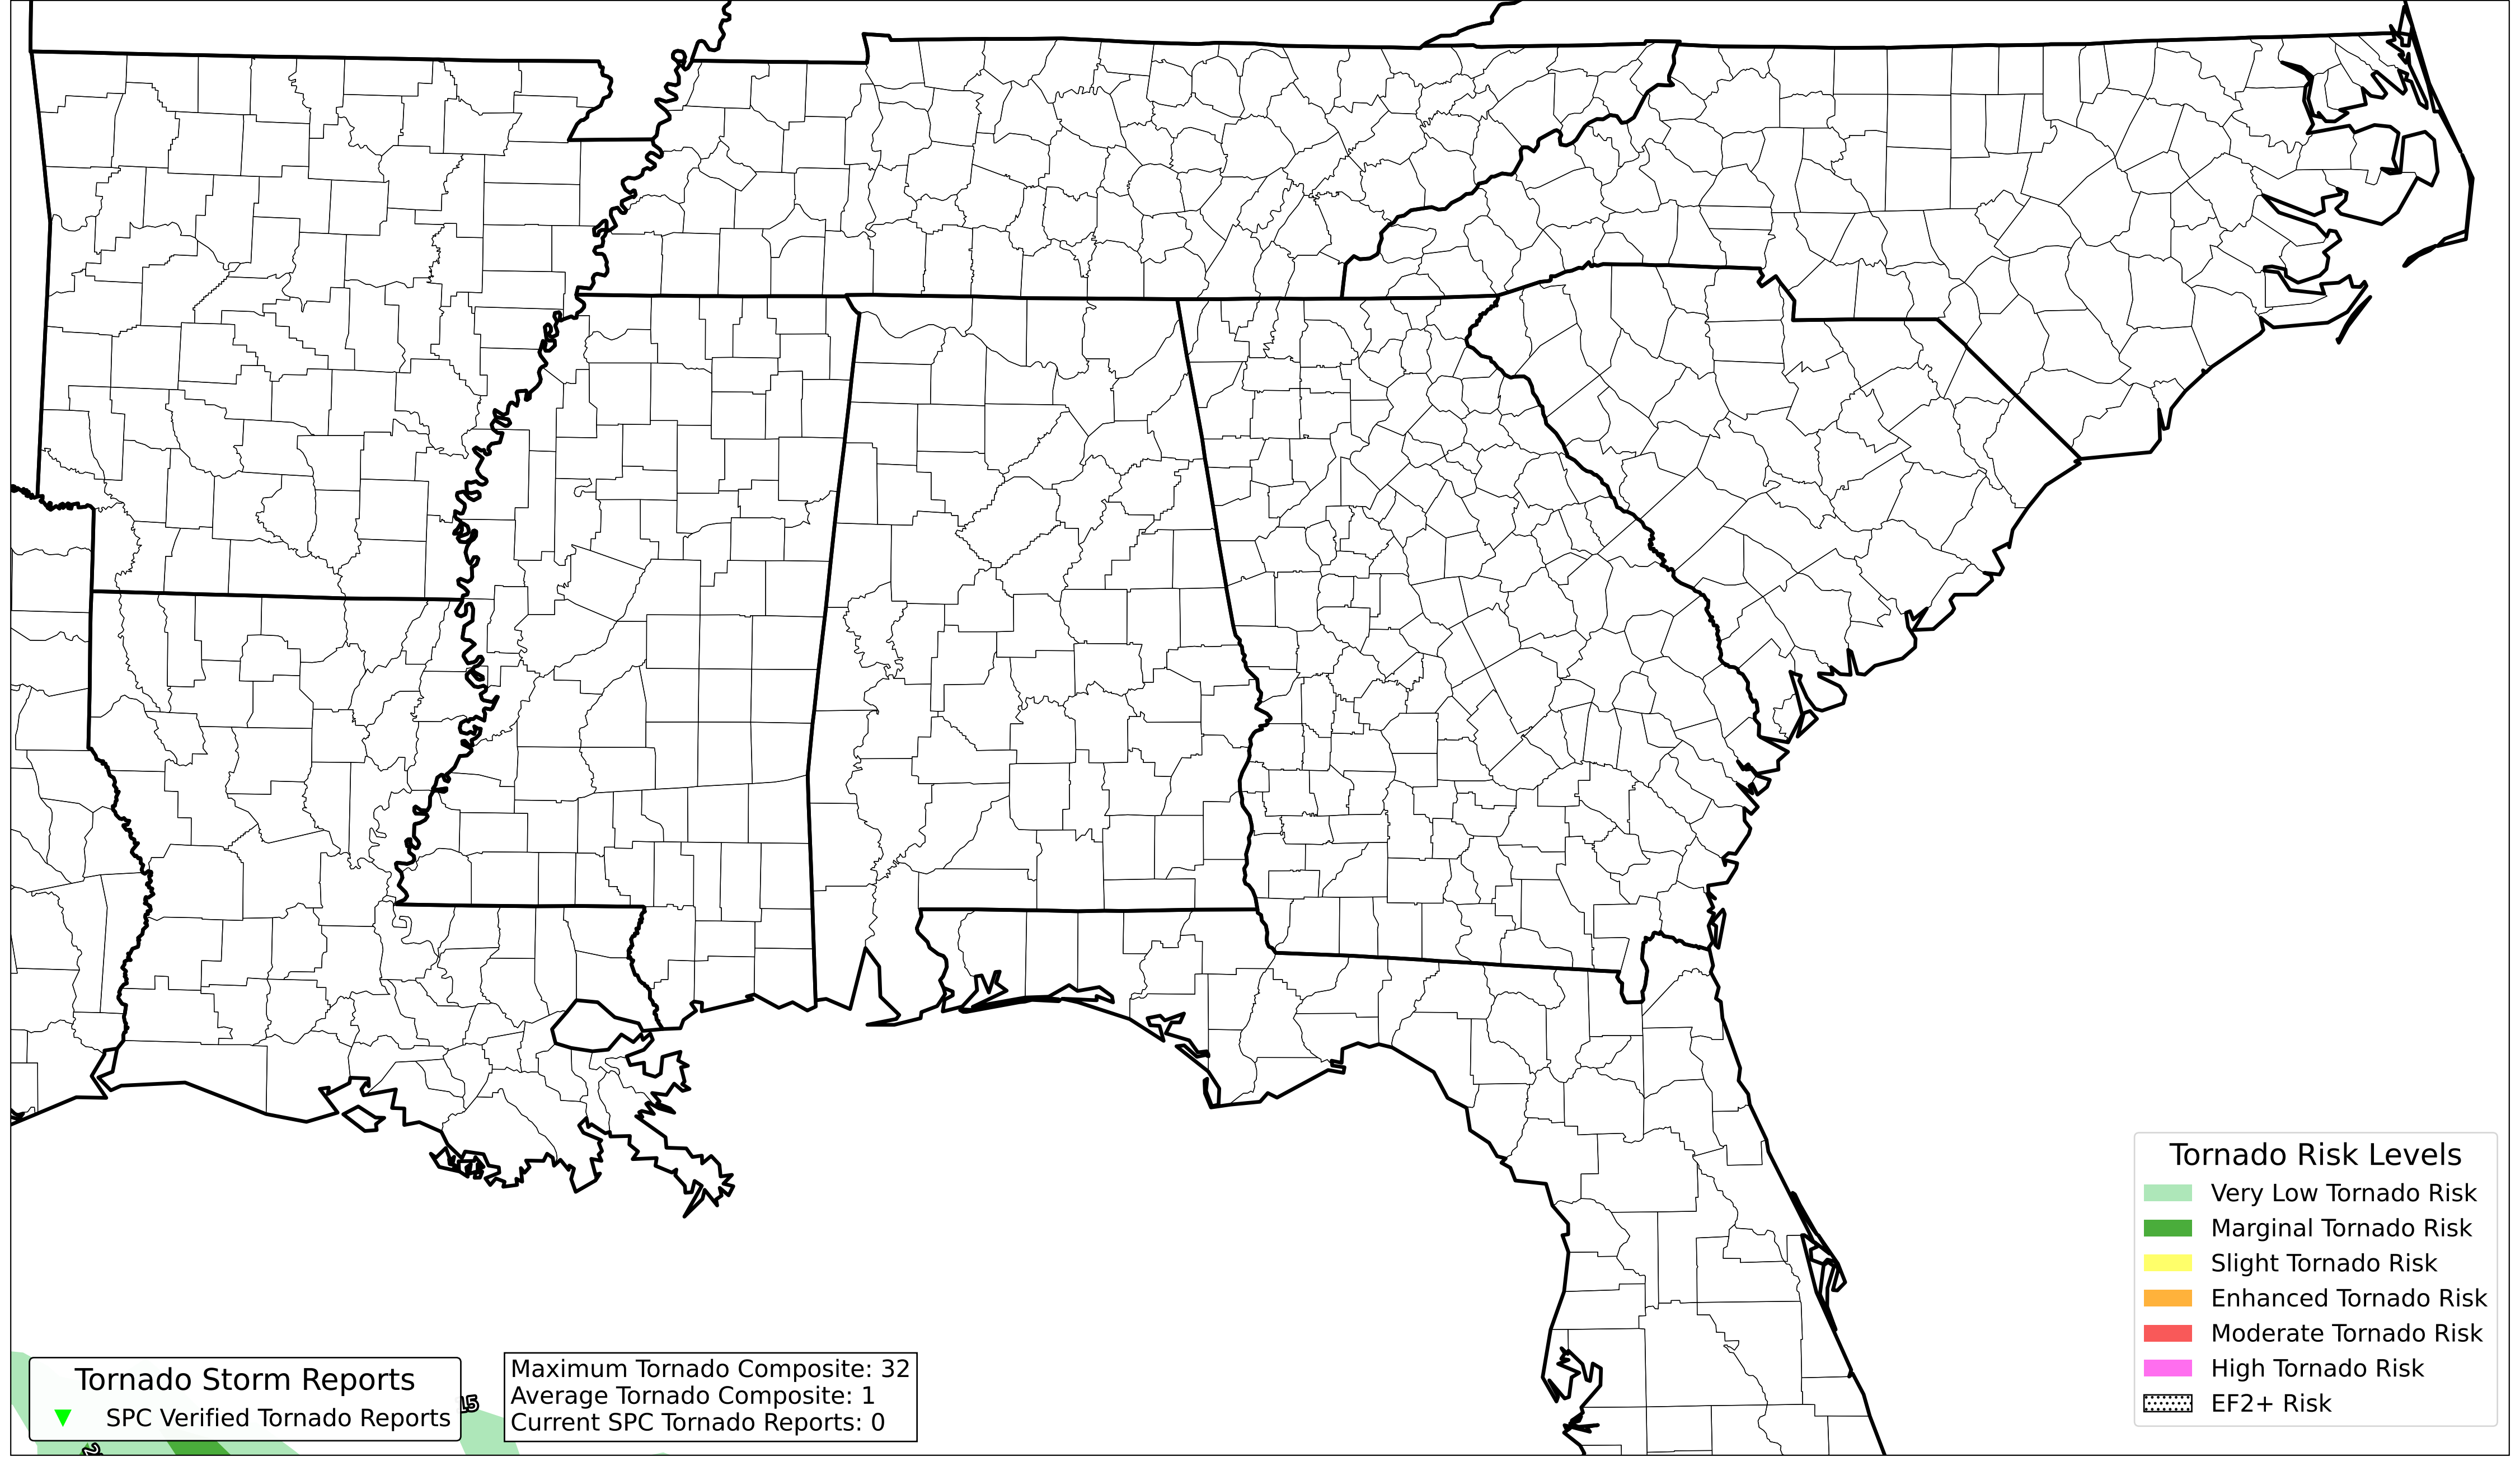 Tornado Risk Levels
Very Low Tornado Risk
Marginal Tornado Risk
Slight Tornado Risk
Enhanced Tornado Risk
Moderate Tornado Risk
High Tornado Risk
EF2+ Risk
Tornado Storm Reports
SPC Verified Tornado Reports
15
Maximum Tornado Composite: 32
Average Tornado Composite: 1
Current SPC Tornado Reports: 0